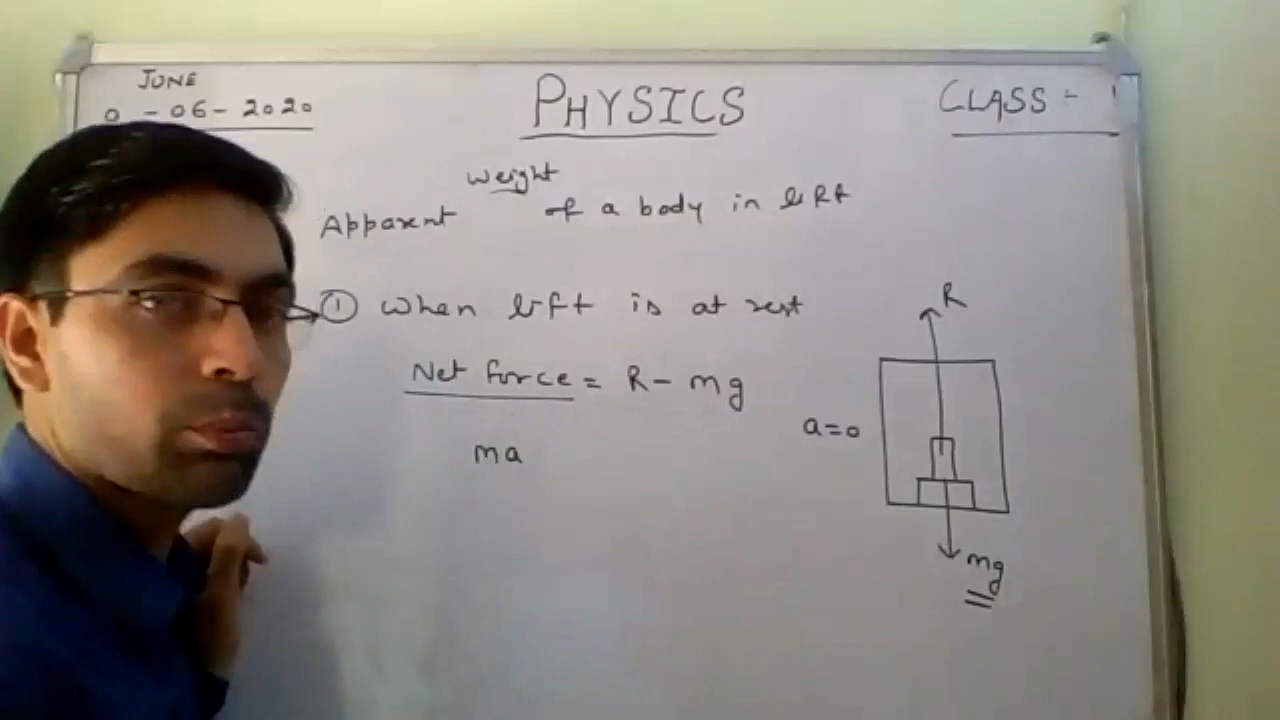 JUNE
0 -06-2020
PHYSICS
CLASS :-
weight
Apparent of a body in lift
① When lift is at rest
Net force = R - mg
ma
R
a=0
mg